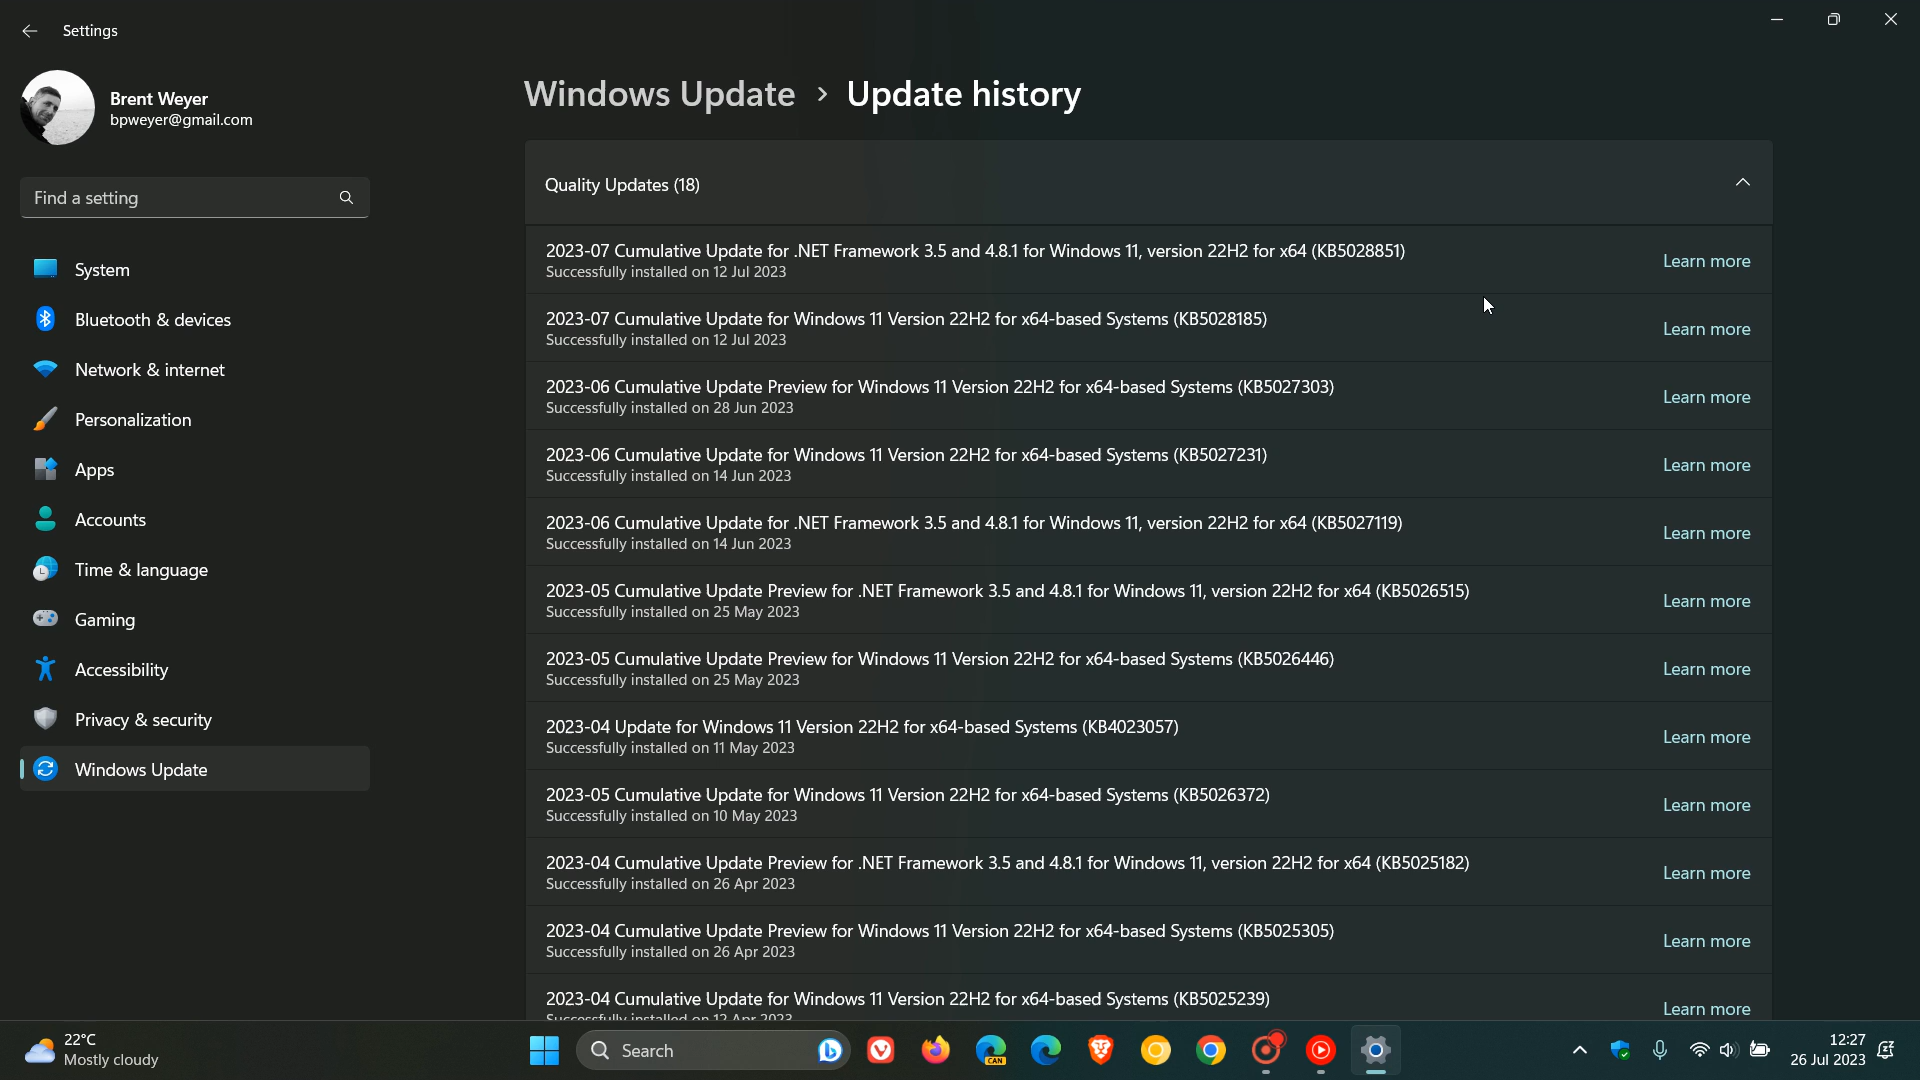 Settings
Brent Weyer
bpweyer@gmail.com
Find a setting
System
Bluetooth & devices
Network & internet
Personalization
Apps
Accounts
Time & language
Gaming
Accessibility
Privacy & security
Windows Update
Windows Update > Update history
Quality Updates (18)
2023-07 Cumulative Update for .NET Framework 3.5 and 4.8.1 for Windows 11, version 22H2 for x64 (KB5028851)
Successfully installed on 12 Jul 2023
Learn more
2023-07 Cumulative Update for Windows 11 Version 22H2 for x64-based Systems (KB5028185)
Successfully installed on 12 Jul 2023
Learn more
2023-06 Cumulative Update Preview for Windows 11 Version 22H2 for x64-based Systems (KB5027303)
Successfully installed on 28 Jun 2023
Learn more
2023-06 Cumulative Update for Windows 11 Version 22H2 for x64-based Systems (KB5027231)
Successfully installed on 14 Jun 2023
Learn more
2023-06 Cumulative Update for .NET Framework 3.5 and 4.8.1 for Windows 11, version 22H2 for x64 (KB5027119)
Successfully installed on 14 Jun 2023
Learn more
2023-05 Cumulative Update Preview for .NET Framework 3.5 and 4.8.1 for Windows 11, version 22H2 for x64 (KB5026515)
Successfully installed on 25 May 2023
Learn more
2023-05 Cumulative Update Preview for Windows 11 Version 22H2 for x64-based Systems (KB5026446)
Successfully installed on 25 May 2023
Learn more
2023-04 Update for Windows 11 Version 22H2 for x64-based Systems (KB4023057)
Successfully installed on 11 May 2023
Learn more
2023-05 Cumulative Update for Windows 11 Version 22H2 for x64-based Systems (KB5026372)
Successfully installed on 10 May 2023
Learn more
2023-04 Cumulative Update Preview for .NET Framework 3.5 and 4.8.1 for Windows 11, version 22H2 for x64 (KB5025182)
Successfully installed on 26 Apr 2023
Learn more
2023-04 Cumulative Update Preview for Windows 11 Version 22H2 for x64-based Systems (KB5025305)
Successfully installed on 26 Apr 2023
Learn more
2023-04 Cumulative Update for Windows 11 Version 22H2 for x64-based Systems (KB5025239)
Successfully installed on 12 Apr 2023
Learn more
22°C
Mostly cloudy
Search
CAN
12:27
26 Jul 2023